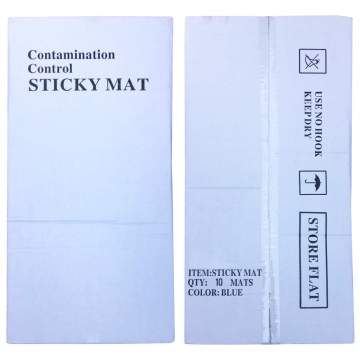 Contamination
Control
STICKY MAT
USE NO HOOK
KEEP DRY
STORE FLAT
ITEM:STICKY MAT
QTY: 10 MATS
COLOR: BLUE